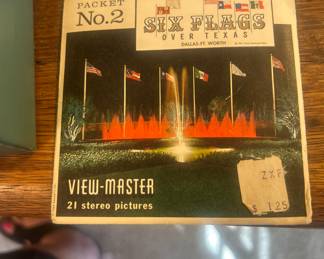 PACKET
No.2
SIX FLAGS
OVER TEXAS
DALLAS-FT. WORTH
VIEW-MASTER
21 stereo pictures
$ 1.25